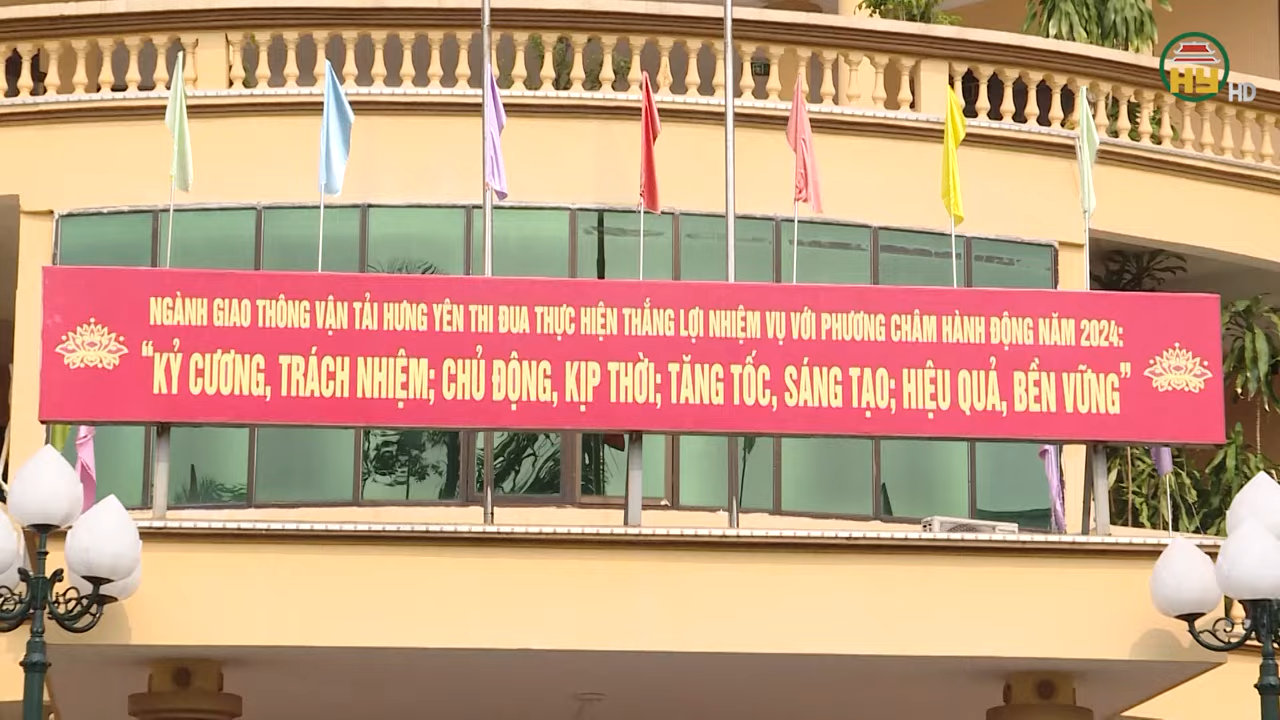 HY HD
NGÀNH GIAO THÔNG VẬN TẢI HƯNG YÊN THI ĐUA THỰC HIỆN THẮNG LỢI NHIỆM VỤ VỚI PHƯƠNG CHÂM HÀNH ĐỘNG NĂM 2024:
“KỶ CƯƠNG, TRÁCH NHIỆM; CHỦ ĐỘNG, KỊP THỜI; TĂNG TỐC, SÁNG TẠO; HIỆU QUẢ, BỀN VỮNG”